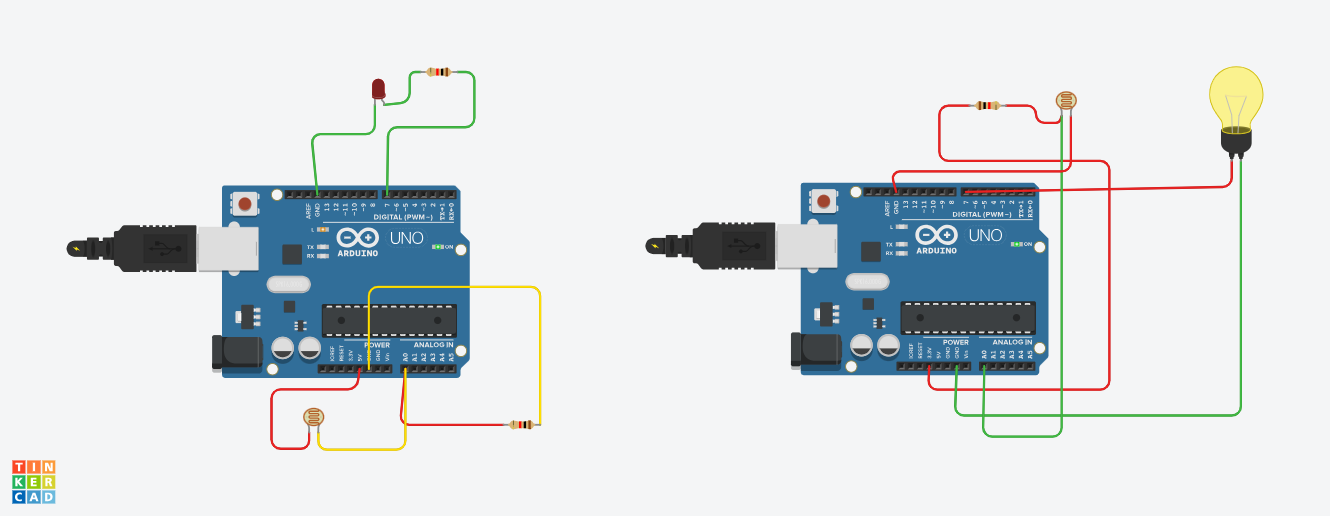 AREF
GND
13
12
~11
~10
~9
8
7
~6
~5
4
~3
2
TX→1
RX←0
DIGITAL (PWM~)
L
TX
RX
ARDUINO
UNO
ON
POWER
ANALOG IN
IOREF
RESET
3.3V
5V
GND
Vin
A0
A1
A2
A3
A4
A5
AREF
GND
13
12
~11
~10
~9
8
7
~6
~5
4
~3
2
TX→1
RX←0
DIGITAL (PWM~)
L
TX
RX
ARDUINO
UNO
ON
POWER
ANALOG IN
IOREF
RESET
3.3V
5V
GND
GND
Vin
A0
A1
A2
A3
A4
A5
TIN
KER
CAD